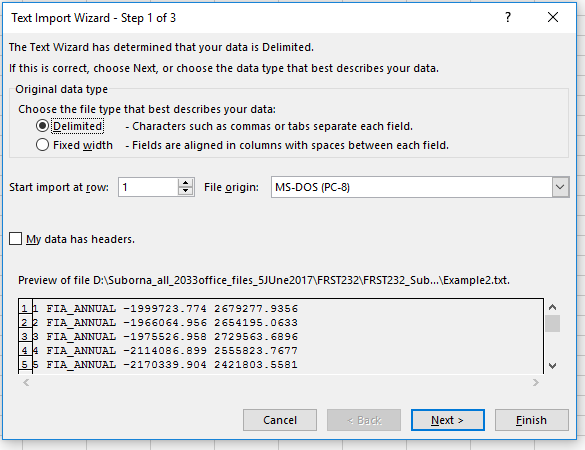 Text Import Wizard - Step 1 of 3 ?
The Text Wizard has determined that your data is Delimited.
If this is correct, choose Next, or choose the data type that best describes your data.
Original data type
Choose the file type that best describes your data:
Delimited - Characters such as commas or tabs separate each field.
Fixed width - Fields are aligned in columns with spaces between each field.
Start import at row: 1 File origin: MS-DOS (PC-8)
My data has headers.
Preview of file D:\Suborna_all_2033office_files_5JUne2017\FRST232\FRST232_Sub...\Example2.txt.
1 1 FIA_ANNUAL -1999723.774 2679277.9356
2 2 FIA_ANNUAL -1966064.956 2654195.0633
3 3 FIA_ANNUAL -1975526.958 2729563.6896
4 4 FIA_ANNUAL -2114086.899 2555823.7677
5 5 FIA_ANNUAL -2170339.904 2421803.5581
Cancel < Back Next > Finish